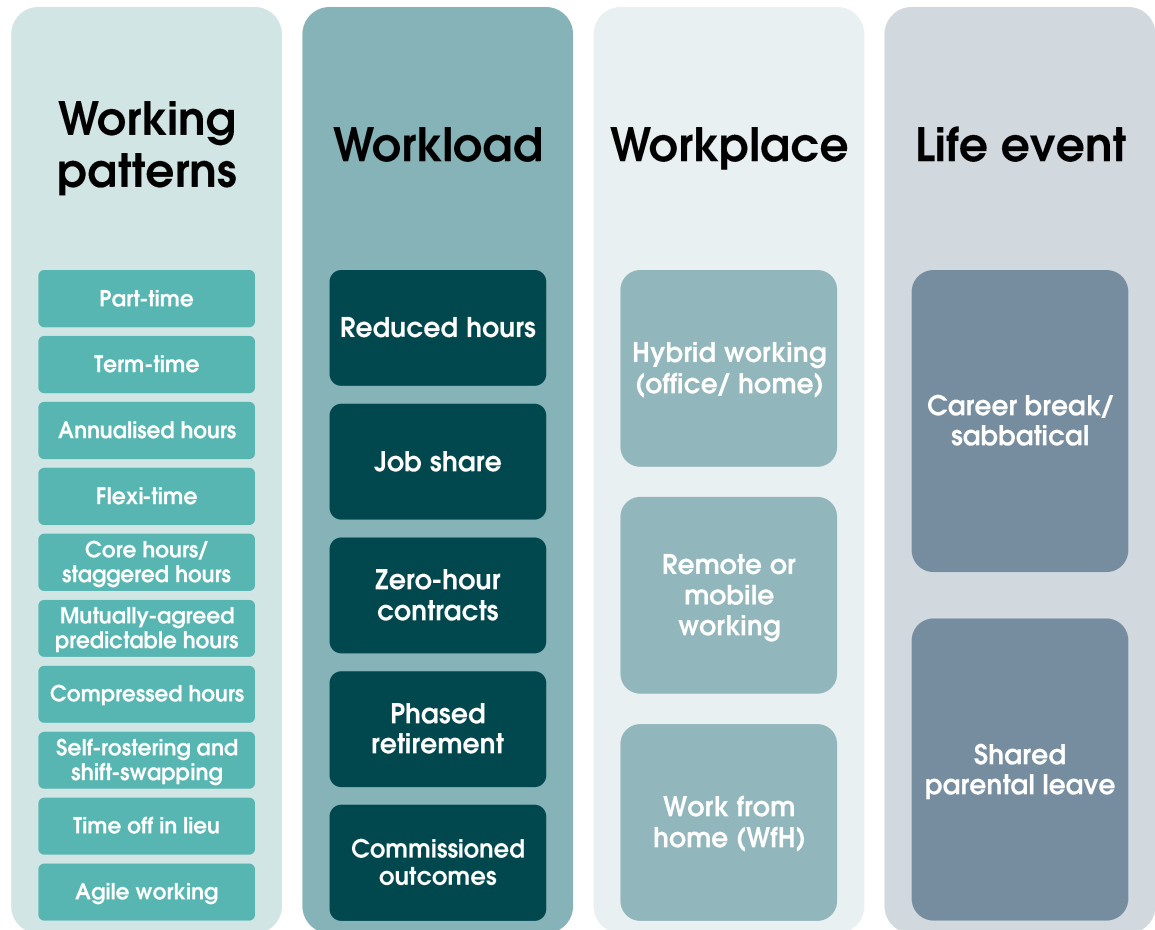 Working
patterns
Part-time
Term-time
Annualised hours
Flexi-time
Core hours/
staggered hours
Mutually-agreed
predictable hours
Compressed hours
Self-rostering and
shift-swapping
Time off in lieu
Agile working
Workload
Reduced hours
Job share
Zero-hour
contracts
Phased
retirement
Commissioned
outcomes
Workplace
Hybrid working
(office/ home)
Remote or
mobile
working
Work from
home (WfH)
Life event
Career break/
sabbatical
Shared
parental leave